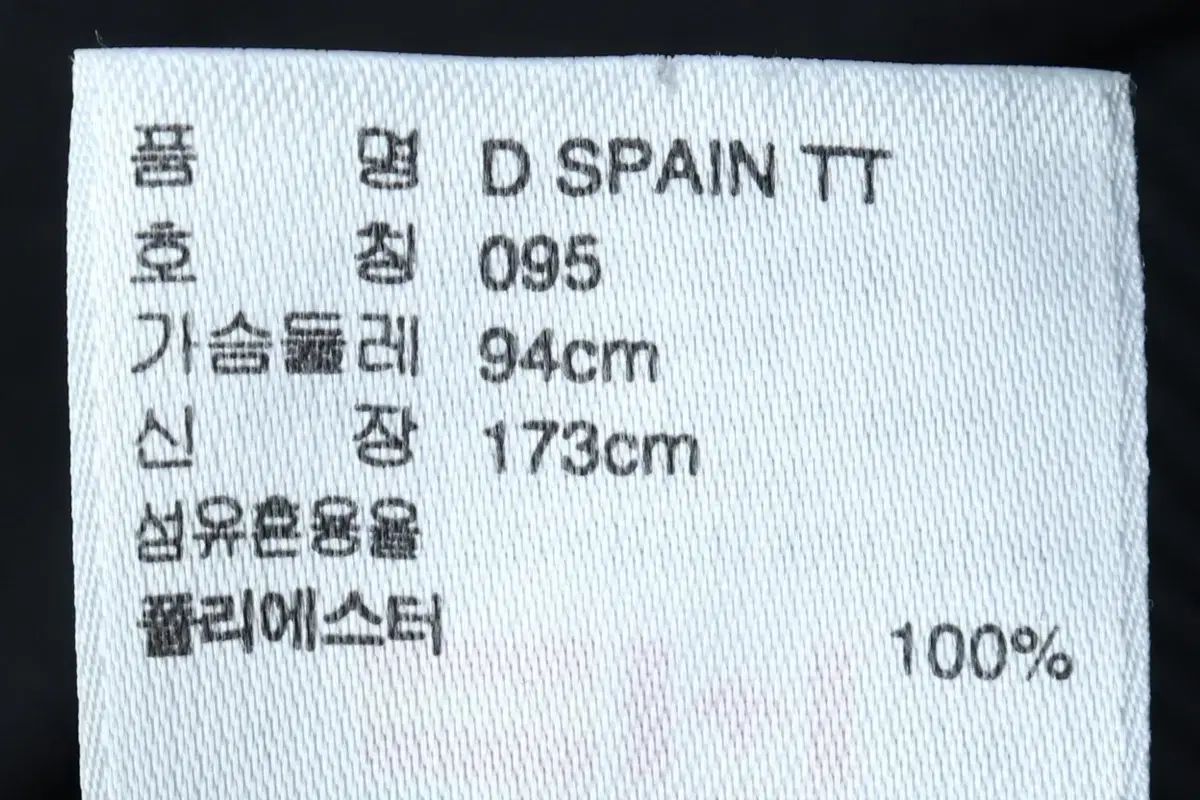 품 명 D SPAIN TT
호 칭 095
가슴둘레 94cm
신 장 173cm
섬유혼용율
폴리에스터 100%